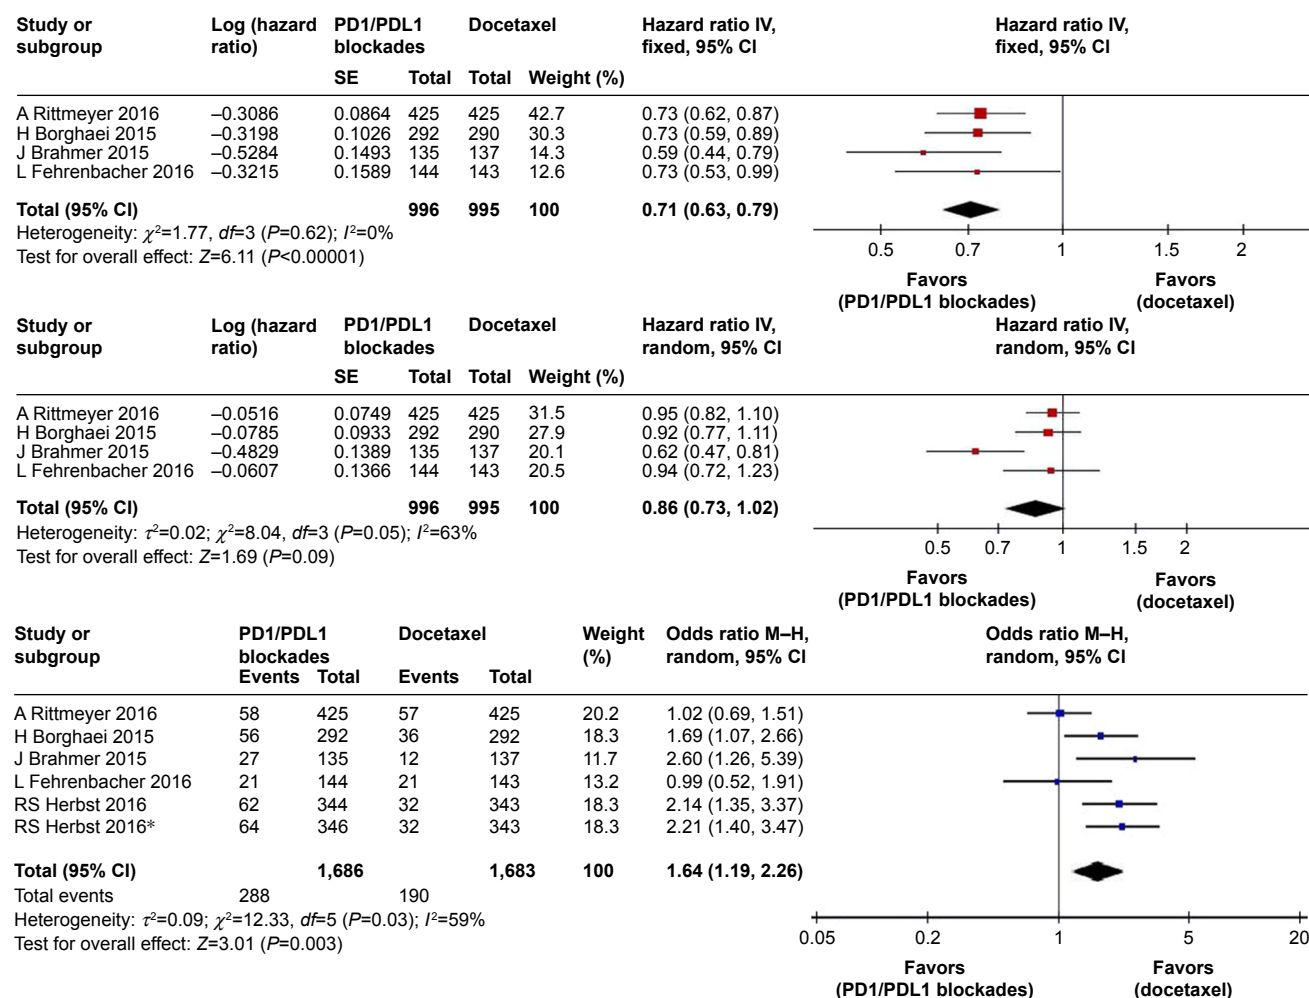 Study or subgroup Log (hazard ratio) PD1/PDL1 blockades Docetaxel Hazard ratio IV, fixed, 95% CI Hazard ratio IV, fixed, 95% CI
SE Total Total Weight (%)
A Rittmeyer 2016 –0.3086 0.0864 425 425 42.7 0.73 (0.62, 0.87)
H Borghaei 2015 –0.3198 0.1026 292 290 30.3 0.73 (0.59, 0.89)
J Brahmer 2015 –0.5284 0.1493 135 137 14.3 0.59 (0.44, 0.79)
L Fehrenbacher 2016 –0.3215 0.1589 144 143 12.6 0.73 (0.53, 0.99)
Total (95% CI) 996 995 100 0.71 (0.63, 0.79)
Heterogeneity: χ²=1.77, df=3 (P=0.62); I²=0%
Test for overall effect: Z=6.11 (P<0.00001)
0.5 0.7 1 1.5 2
Favors (PD1/PDL1 blockades) Favors (docetaxel)
Study or subgroup Log (hazard ratio) PD1/PDL1 blockades Docetaxel Hazard ratio IV, random, 95% CI Hazard ratio IV, random, 95% CI
SE Total Total Weight (%)
A Rittmeyer 2016 –0.0516 0.0749 425 425 31.5 0.95 (0.82, 1.10)
H Borghaei 2015 –0.0785 0.0933 292 290 27.9 0.92 (0.77, 1.11)
J Brahmer 2015 –0.4829 0.1389 135 137 20.1 0.62 (0.47, 0.81)
L Fehrenbacher 2016 –0.0607 0.1366 144 143 20.5 0.94 (0.72, 1.23)
Total (95% CI) 996 995 100 0.86 (0.73, 1.02)
Heterogeneity: τ²=0.02; χ²=8.04, df=3 (P=0.05); I²=63%
Test for overall effect: Z=1.69 (P=0.09)
0.5 0.7 1 1.5 2
Favors (PD1/PDL1 blockades) Favors (docetaxel)
Study or subgroup PD1/PDL1 blockades Docetaxel Weight (%) Odds ratio M–H, random, 95% CI Odds ratio M–H, random, 95% CI
Events Total Events Total
A Rittmeyer 2016 58 425 57 425 20.2 1.02 (0.69, 1.51)
H Borghaei 2015 56 292 36 292 18.3 1.69 (1.07, 2.66)
J Brahmer 2015 27 135 12 137 11.7 2.60 (1.26, 5.39)
L Fehrenbacher 2016 21 144 21 143 13.2 0.99 (0.52, 1.91)
RS Herbst 2016 62 344 32 343 18.3 2.14 (1.35, 3.37)
RS Herbst 2016* 64 346 32 343 18.3 2.21 (1.40, 3.47)
Total (95% CI) 1,686 1,683 100 1.64 (1.19, 2.26)
Total events 288 190
Heterogeneity: τ²=0.09; χ²=12.33, df=5 (P=0.03); I²=59%
Test for overall effect: Z=3.01 (P=0.003)
0.05 0.2 1 5 20
Favors (PD1/PDL1 blockades) Favors (docetaxel)